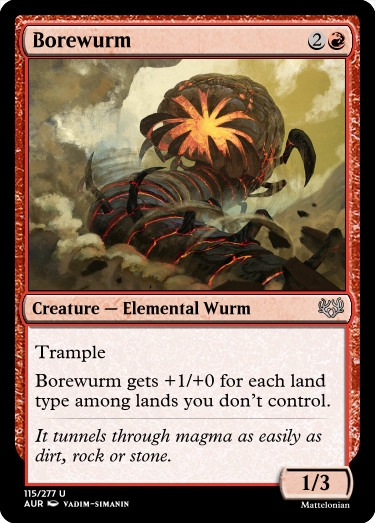 Borewurm 2
Creature — Elemental Wurm
Trample
Borewurm gets +1/+0 for each land
type among lands you don't control.
It tunnels through magma as easily as
dirt, rock or stone.
1/3
115/277 U
AUR VADIM-SIMANIN
Mattelonian